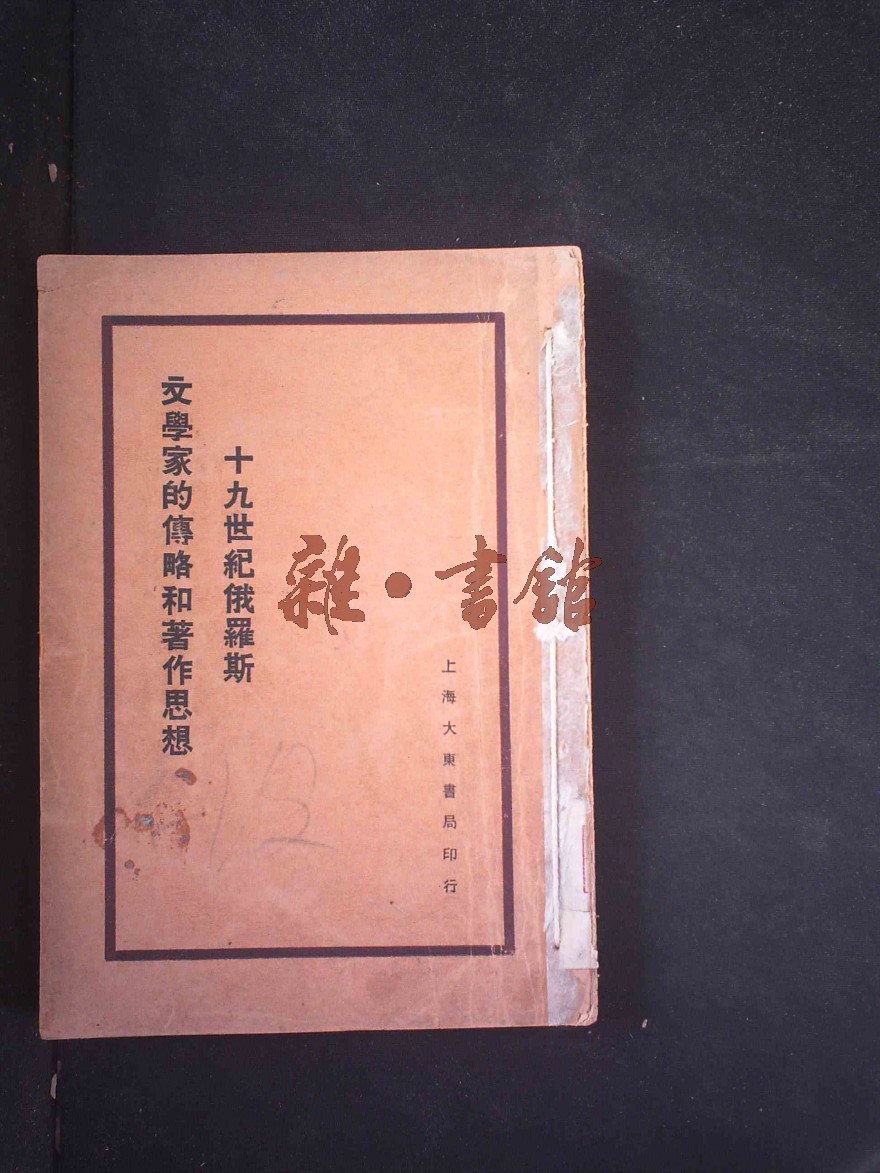 上海大東書局印行
十九世紀俄羅斯
文學家的傳略和著作思想
雜·書館
12